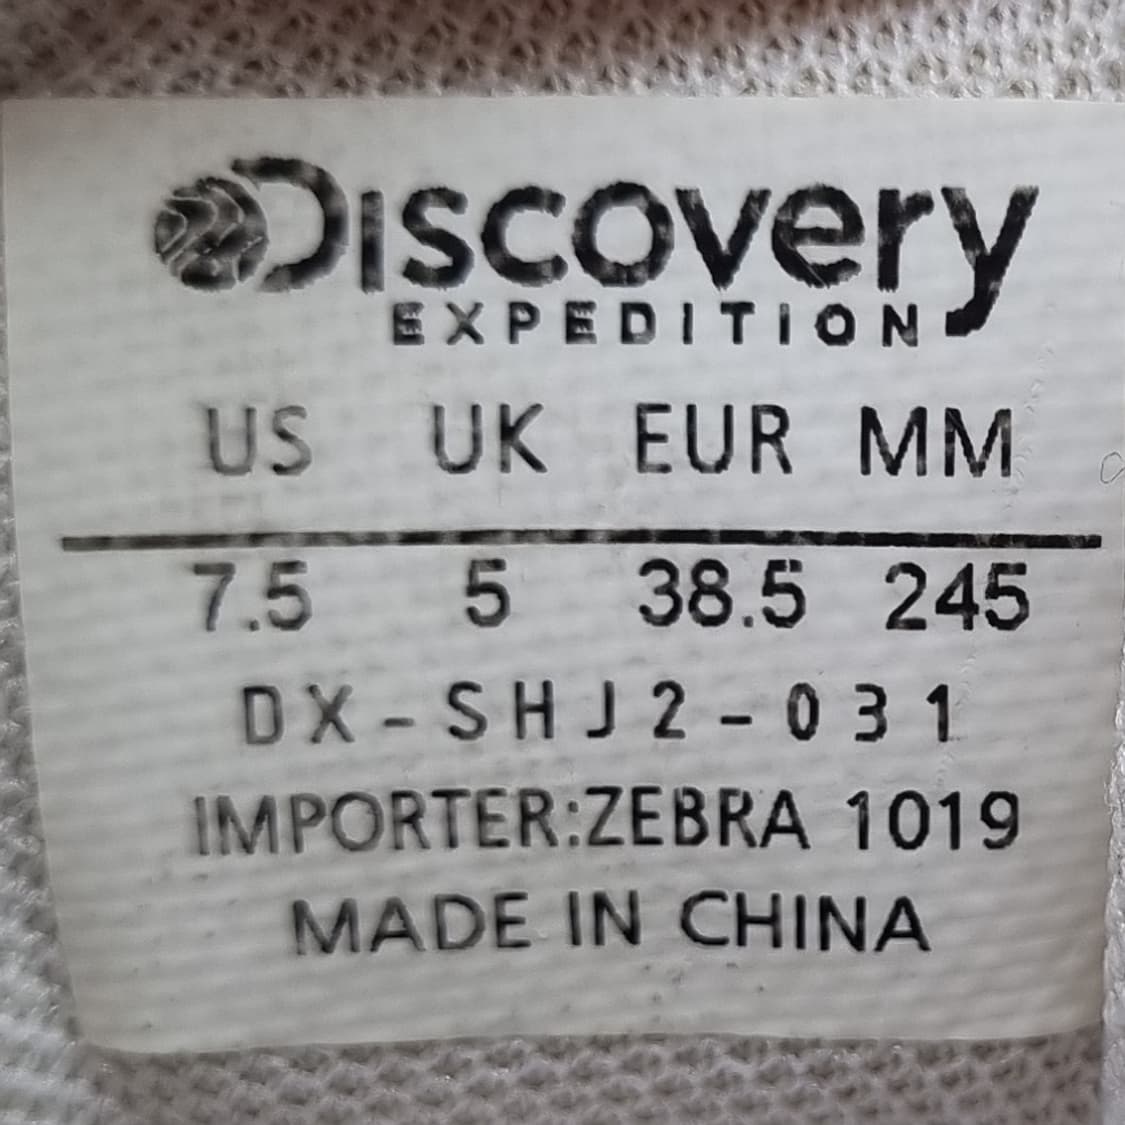 Discovery
EXPEDITION
US UK EUR MM
7.5 5 38.5 245
DX-SHJ2-031
IMPORTER:ZEBRA 1019
MADE IN CHINA